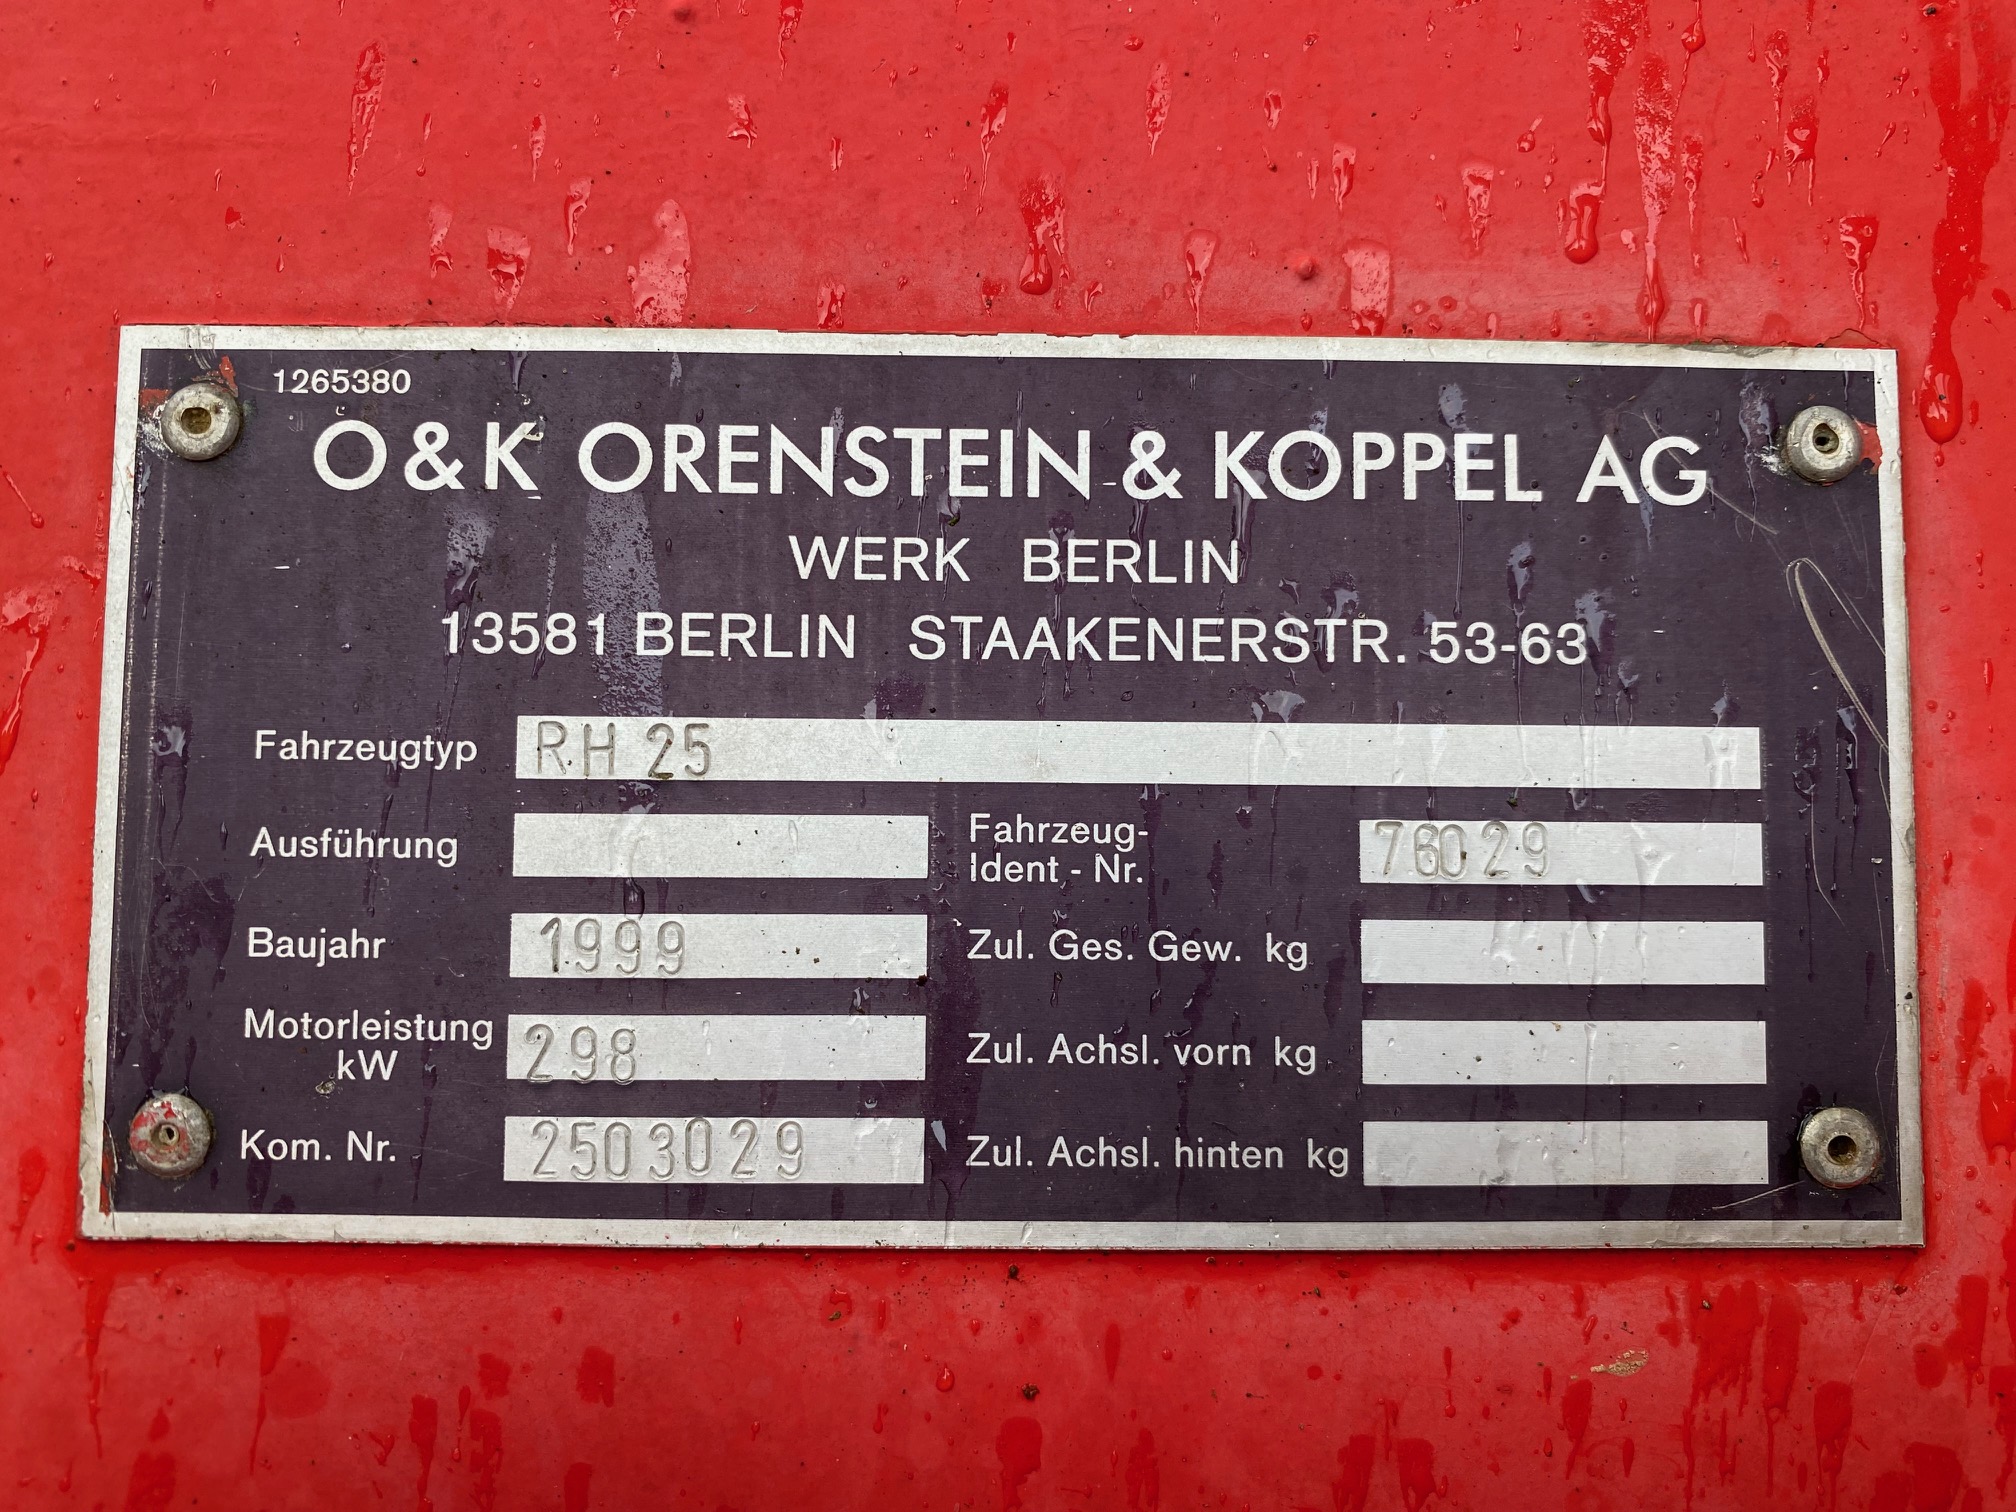 1265380
O&K ORENSTEIN & KOPPEL AG
WERK BERLIN
13581 BERLIN STAAKENERSTR. 53-63
Fahrzeugtyp RH 25
Ausführung
Fahrzeug-
Ident - Nr. 76029
Baujahr 1999
Zul. Ges. Gew. kg
Motorleistung
kW 298
Zul. Achsl. vorn kg
Kom. Nr. 2503029
Zul. Achsl. hinten kg